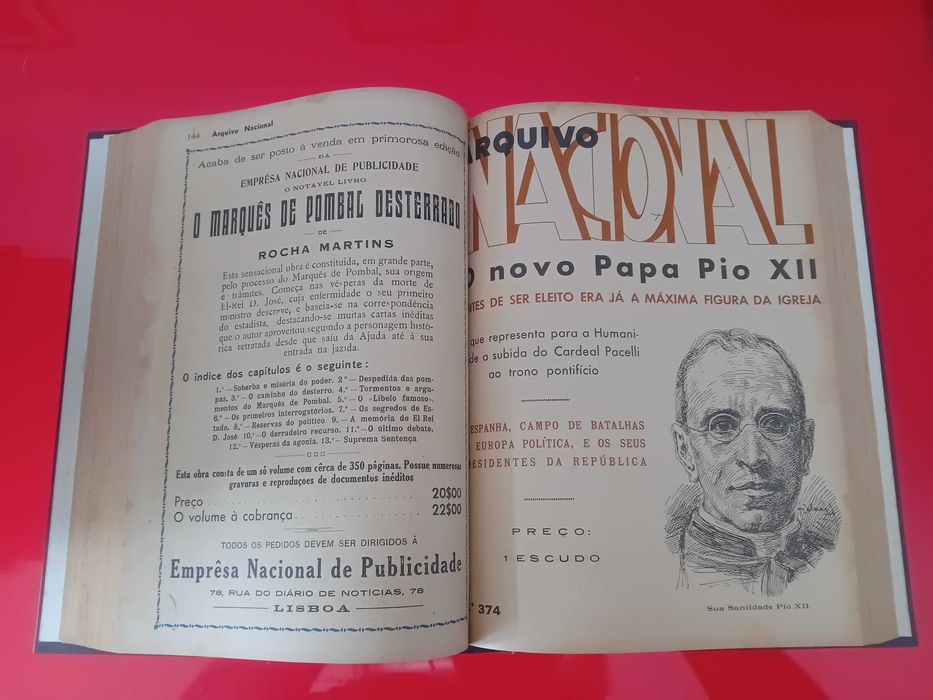 144 Arquivo Nacional
Acaba de ser posto à venda em primorosa edição
DA
EMPRÊSA NACIONAL DE PUBLICIDADE
O NOTAVEL LIVRO
O MARQUÊS DE POMBAL DESTERRADO
— DE —
ROCHA MARTINS
Esta sensacional obra é constituida, em grande parte,
pelo processo do Marquês de Pombal, sua origem
e trâmites. Começa nas vésperas da morte de
El-Rei D. José, cuja enfermidade o seu primeiro
ministro descreve, e baseia-se na correspondência
do estadista, destacando-se muitas cartas inéditas
que o autor aproveitou segundo a personagem histó-
rica retratada desde que saíu da Ajuda até à sua
entrada na jazida.
O índice dos capítulos é o seguinte:
1.º — Soberba e miséria do poder. 2º — Despedida das pom-
pas. 3.º — O caminho do desterro. 4.º — Tormentos e argu-
mentos do Marquês de Pombal. 5.º — O «Libelo famoso».
6.º — Os primeiros interrogatórios. 7.º — Os segredos de Es-
tado. 8,º — Reservas do político. 9. — A memória de El Rei
D. José. 10.º — O derradeiro recurso. 11.º — O último debate.
12.º — Vésperas da agonia. 13.º — Suprema Sentença
Esta obra consta de um só volume com cêrca de 350 páginas. Possue numerosas
gravuras e reproduçoes de documentos inéditos
Preço 20$00
O volume à cobrança 22$00
TODOS OS PEDIDOS DEVEM SER DIRIGIDOS À
Emprêsa Nacional de Publicidade
78, RUA DO DIÁRIO DE NOTÍCIAS, 78
LISBOA
ARQUIVO
NACIONAL
O novo Papa Pio XII
NTES DE SER ELEITO ERA JÁ A MÁXIMA FIGURA DA IGREJA
que representa para a Humani-
de a subida do Cardeal Pacelli
ao trono pontifício
ESPANHA, CAMPO DE BATALHAS
EUROPA POLÍTICA, E OS SEUS
RESIDENTES DA REPÚBLICA
PREÇO:
1 ESCUDO
º 374
Sua Santidade Pio XII